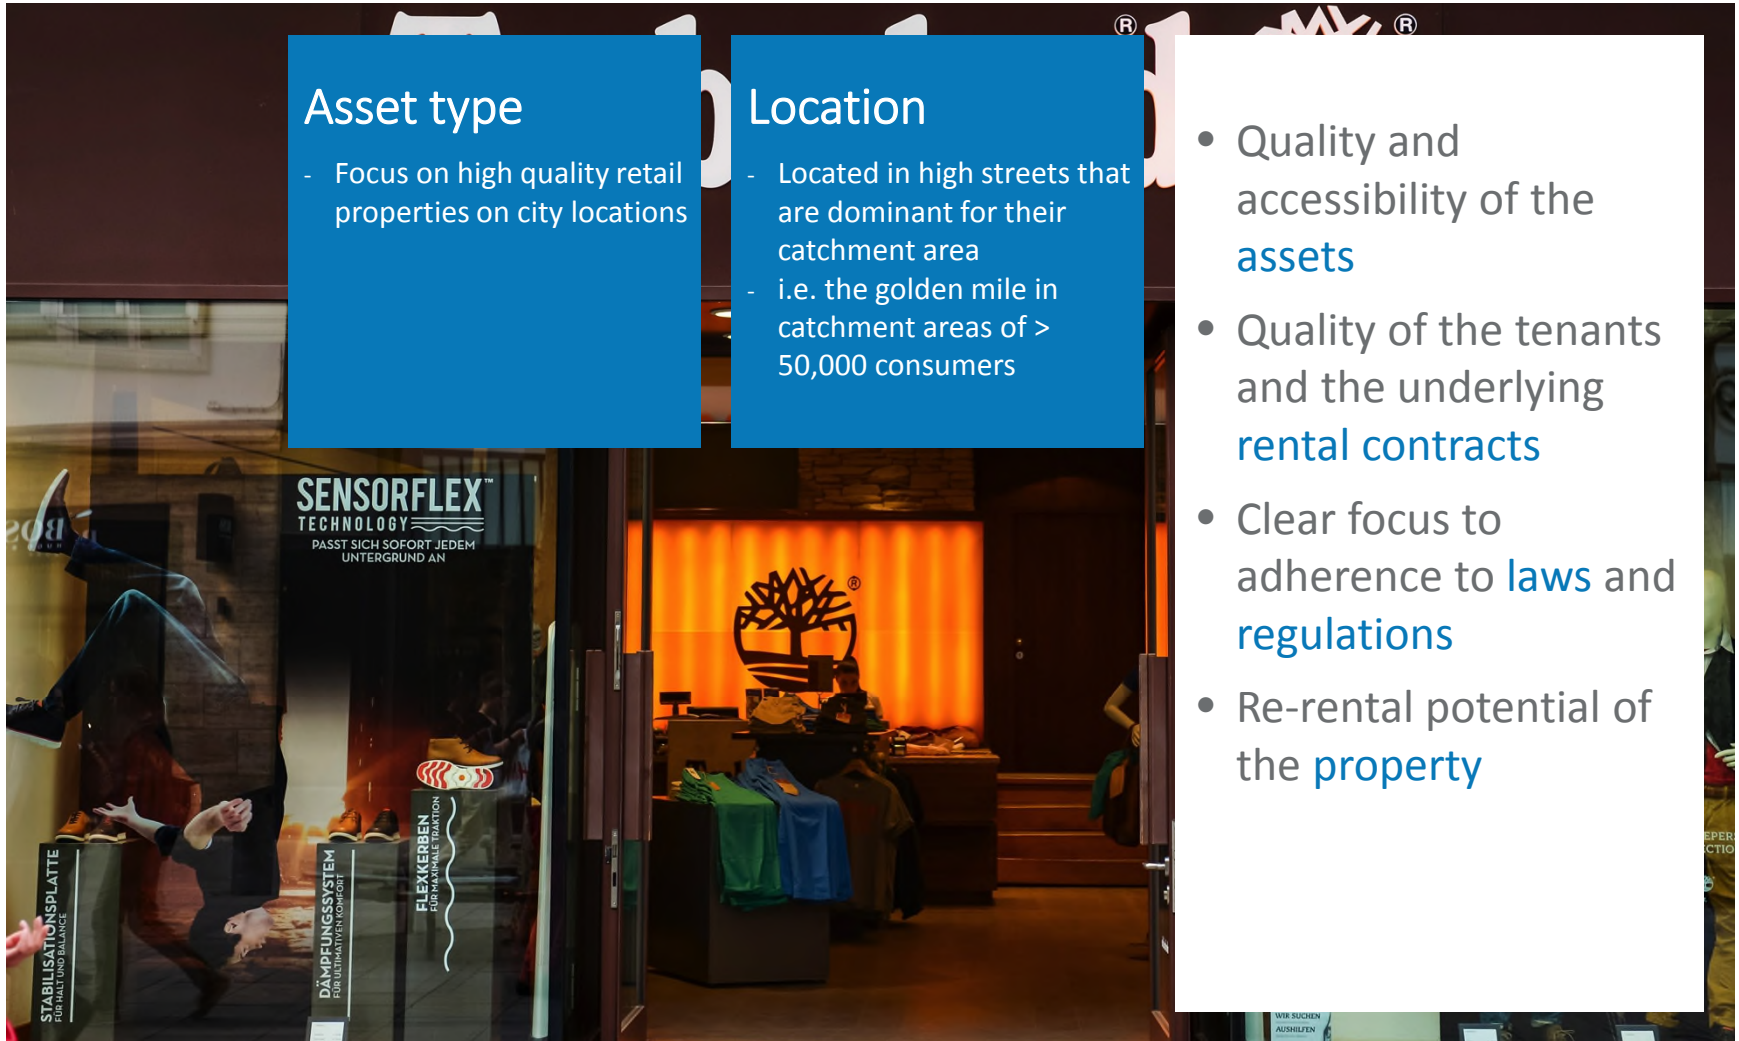 ® ®
Asset type
- Focus on high quality retail
properties on city locations
Location
- Located in high streets that
are dominant for their
catchment area
- i.e. the golden mile in
catchment areas of >
50,000 consumers
• Quality and
accessibility of the
assets
• Quality of the tenants
and the underlying
rental contracts
• Clear focus to
adherence to laws and
regulations
• Re-rental potential of
the property
SENSORFLEX™
TECHNOLOGY
PASST SICH SOFORT JEDEM
UNTERGRUND AN
®
STABILISATIONSPLATTE
FÜR HALT UND BALANCE
DÄMPFUNGSSYSTEM
FÜR ULTIMATIVEN KOMFORT
FLEXKERBEN
FÜR MAXIMALE TRAKTION
WIR SUCHEN
AUSHILFEN